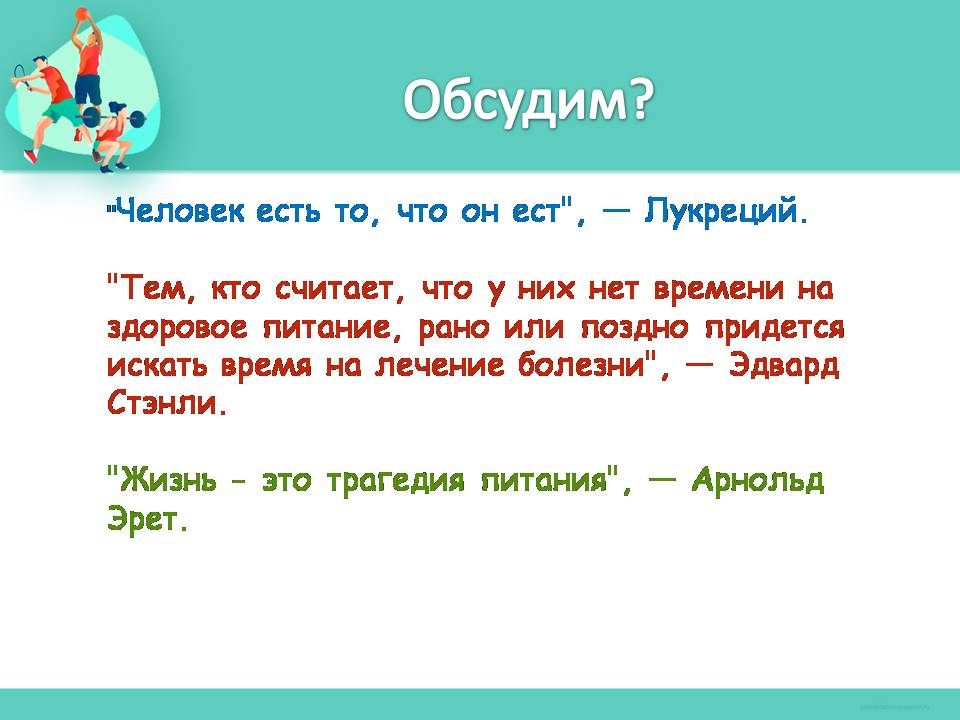 Обсудим?
"Человек есть то, что он ест", — Лукреций.
"Тем, кто считает, что у них нет времени на
здоровое питание, рано или поздно придется
искать время на лечение болезни", — Эдвард
Стэнли.
"Жизнь – это трагедия питания", — Арнольд
Эрет.